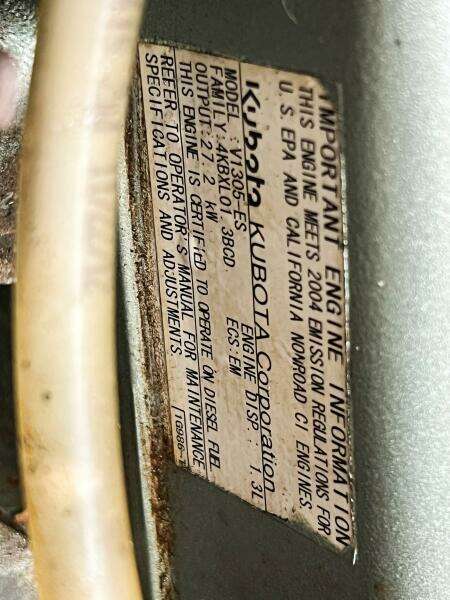 IMPORTANT ENGINE INFORMATION
THIS ENGINE MEETS 2004 EMISSION REGULATIONS FOR
U.S. EPA AND CALIFORNIA NONROAD CI ENGINES.
Kubota KUBOTA Corporation
MODEL : V1305-ES ENGINE DISP.: 1.3L
FAMILY : 4KBXL01.3BCD ECS:EM
OUTPUT : 27.2 kW
THIS ENGINE IS CERTIFIED TO OPERATE ON DIESEL FUEL
REFER TO OPERATOR'S MANUAL FOR MAINTENANCE
SPECIFICATIONS AND ADJUSTMENTS